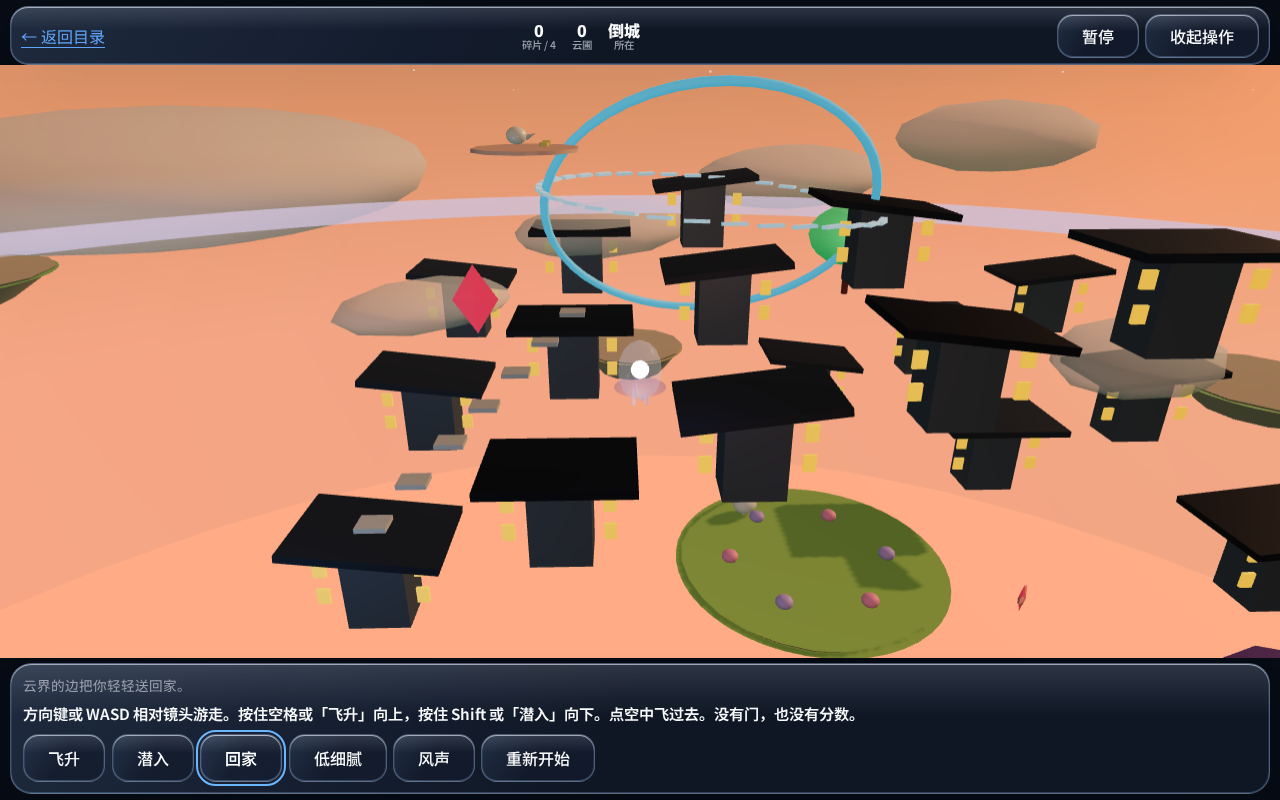 ← 返回目录
0 0 倒城
碎片 / 4 云圃 所在
暂停 收起操作
云界的边把你轻轻送回家。
方向键或 WASD 相对镜头游走。按住空格或「飞升」向上，按住 Shift 或「潜入」向下。点空中飞过去。没有门，也没有分数。
飞升 潜入 回家 低细腻 风声 重新开始